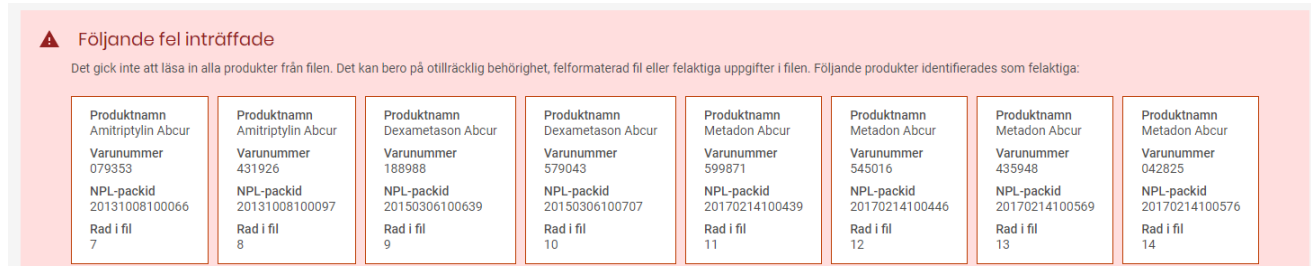 Följande fel inträffade
Det gick inte att läsa in alla produkter från filen. Det kan bero på otillräcklig behörighet, felformaterad fil eller felaktiga uppgifter i filen. Följande produkter identifierades som felaktiga:
Produktnamn
Amitriptylin Abcur
Varunummer
079353
NPL-packid
20131008100066
Rad i fil
7
Produktnamn
Amitriptylin Abcur
Varunummer
431926
NPL-packid
20131008100097
Rad i fil
8
Produktnamn
Dexametason Abcur
Varunummer
188988
NPL-packid
20150306100639
Rad i fil
9
Produktnamn
Dexametason Abcur
Varunummer
579043
NPL-packid
20150306100707
Rad i fil
10
Produktnamn
Metadon Abcur
Varunummer
599871
NPL-packid
20170214100439
Rad i fil
11
Produktnamn
Metadon Abcur
Varunummer
545016
NPL-packid
20170214100446
Rad i fil
12
Produktnamn
Metadon Abcur
Varunummer
435948
NPL-packid
20170214100569
Rad i fil
13
Produktnamn
Metadon Abcur
Varunummer
042825
NPL-packid
20170214100576
Rad i fil
14